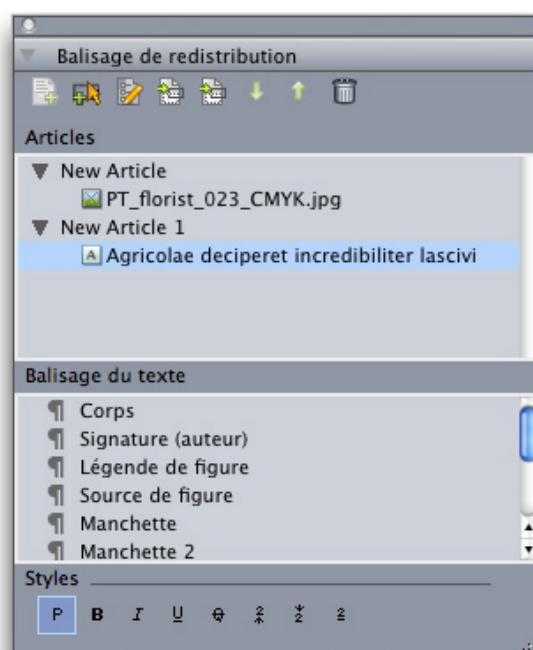 Balisage de redistribution
Articles
New Article
PT_florist_023_CMYK.jpg
New Article 1
A Agricolae deciperet incredibiliter lascivi
Balisage du texte
¶ Corps
¶ Signature (auteur)
¶ Légende de figure
¶ Source de figure
¶ Manchette
¶ Manchette 2
Styles
P B I U